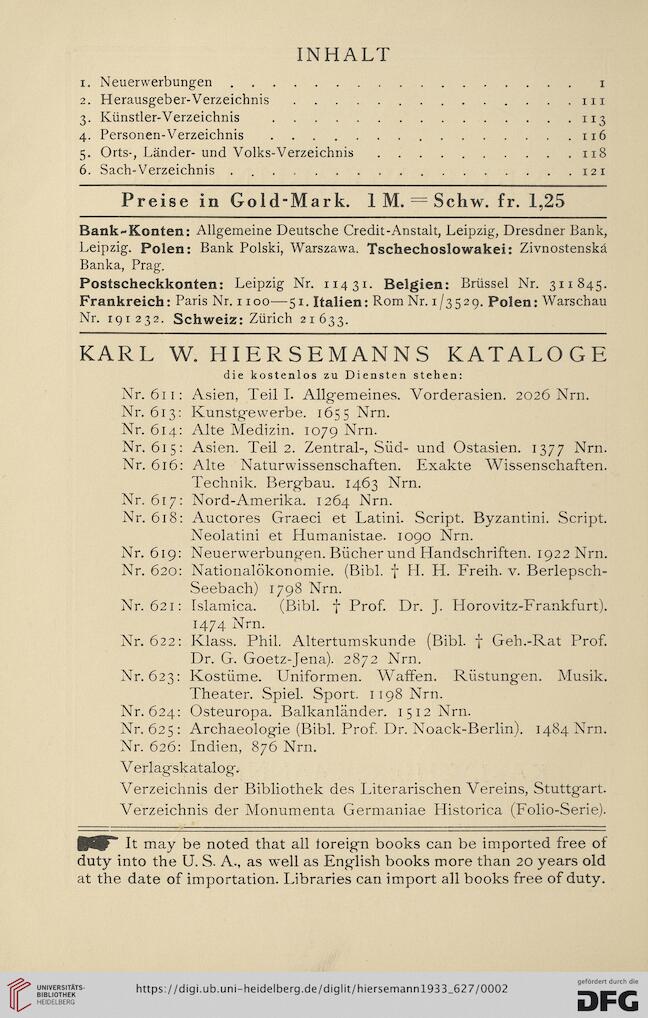 INHALT
1. Neuerwerbungen . . . . . . . . . . . . . . . . . 1
2. Herausgeber-Verzeichnis . . . . . . . . . . . . . . 111
3. Künstler-Verzeichnis . . . . . . . . . . . . . . . 113
4. Personen-Verzeichnis . . . . . . . . . . . . . . . 116
5. Orts-, Länder- und Volks-Verzeichnis . . . . . . . . . . 118
6. Sach-Verzeichnis . . . . . . . . . . . . . . . . . 121
Preise in Gold-Mark. 1 M. = Schw. fr. 1,25
Bank-Konten: Allgemeine Deutsche Credit-Anstalt, Leipzig, Dresdner Bank,
Leipzig. Polen: Bank Polski, Warszawa. Tschechoslowakei: Zivnostenská
Banka, Prag.
Postscheckkonten: Leipzig Nr. 11431. Belgien: Brüssel Nr. 311845.
Frankreich: Paris Nr. 1100—51. Italien: Rom Nr. 1/3529. Polen: Warschau
Nr. 191232. Schweiz: Zürich 21633.
KARL W. HIERSEMANNS KATALOGE
die kostenlos zu Diensten stehen:
Nr. 611: Asien, Teil I. Allgemeines. Vorderasien. 2026 Nrn.
Nr. 613: Kunstgewerbe. 1655 Nrn.
Nr. 614: Alte Medizin. 1079 Nrn.
Nr. 615: Asien. Teil 2. Zentral-, Süd- und Ostasien. 1377 Nrn.
Nr. 616: Alte Naturwissenschaften. Exakte Wissenschaften.
Technik. Bergbau. 1463 Nrn.
Nr. 617: Nord-Amerika. 1264 Nrn.
Nr. 618: Auctores Graeci et Latini. Script. Byzantini. Script.
Neolatini et Humanistae. 1090 Nrn.
Nr. 619: Neuerwerbungen. Bücher und Handschriften. 1922 Nrn.
Nr. 620: Nationalökonomie. (Bibl. † H. H. Freih. v. Berlepsch-
Seebach) 1798 Nrn.
Nr. 621: Islamica. (Bibl. † Prof. Dr. J. Horovitz-Frankfurt).
1474 Nrn.
Nr. 622: Klass. Phil. Altertumskunde (Bibl. † Geh.-Rat Prof.
Dr. G. Goetz-Jena). 2872 Nrn.
Nr. 623: Kostüme. Uniformen. Waffen. Rüstungen. Musik.
Theater. Spiel. Sport. 1198 Nrn.
Nr. 624: Osteuropa. Balkanländer. 1512 Nrn.
Nr. 625: Archaeologie (Bibl. Prof. Dr. Noack-Berlin). 1484 Nrn.
Nr. 626: Indien, 876 Nrn.
Verlagskatalog.
Verzeichnis der Bibliothek des Literarischen Vereins, Stuttgart.
Verzeichnis der Monumenta Germaniae Historica (Folio-Serie).
It may be noted that all foreign books can be imported free of
duty into the U. S. A., as well as English books more than 20 years old
at the date of importation. Libraries can import all books free of duty.
UNIVERSITÄTS-
BIBLIOTHEK
HEIDELBERG
https://digi.ub.uni-heidelberg.de/diglit/hiersemann1933_627/0002
gefördert durch die
DFG